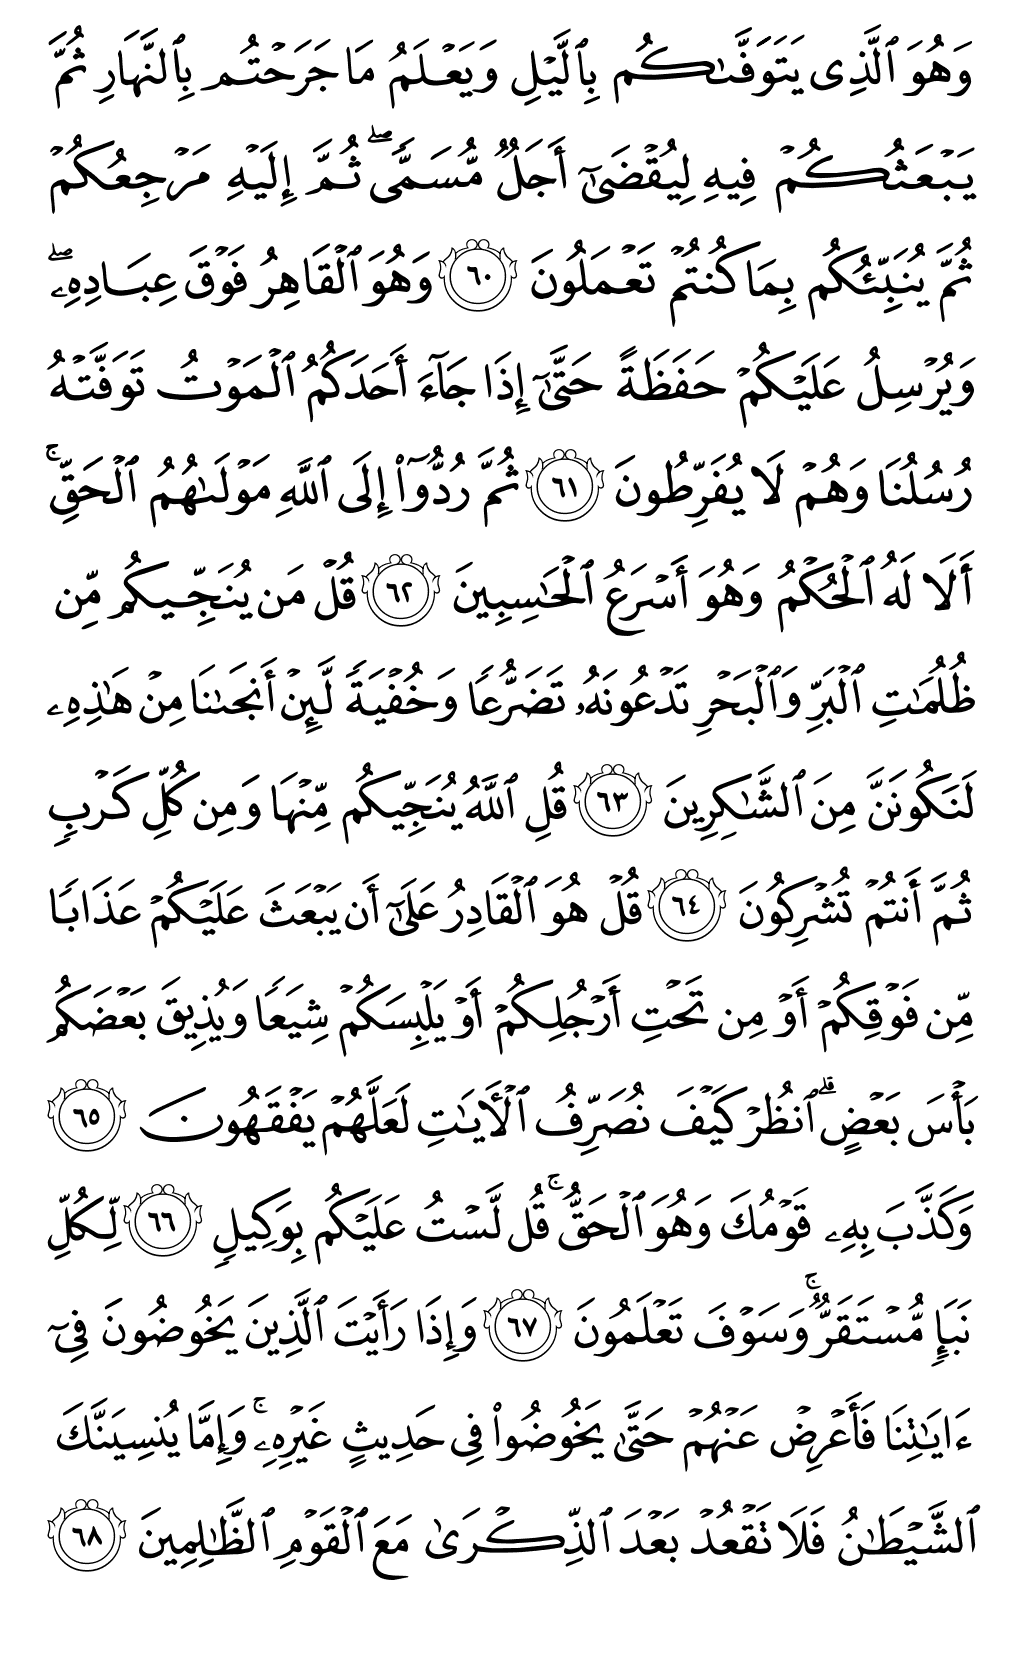 وَهُوَ ٱلَّذِى يَتَوَفَّىٰكُم بِٱلَّيْلِ وَيَعْلَمُ مَا جَرَحْتُم بِٱلنَّهَارِ ثُمَّ
يَبْعَثُكُمْ فِيهِ لِيُقْضَىٰٓ أَجَلٌ مُّسَمًّى ۖ ثُمَّ إِلَيْهِ مَرْجِعُكُمْ
ثُمَّ يُنَبِّئُكُم بِمَا كُنتُمْ تَعْمَلُونَ ٦٠ وَهُوَ ٱلْقَاهِرُ فَوْقَ عِبَادِهِۦ ۖ
وَيُرْسِلُ عَلَيْكُمْ حَفَظَةً حَتَّىٰٓ إِذَا جَآءَ أَحَدَكُمُ ٱلْمَوْتُ تَوَفَّتْهُ
رُسُلُنَا وَهُمْ لَا يُفَرِّطُونَ ٦١ ثُمَّ رُدُّوٓا۟ إِلَى ٱللَّهِ مَوْلَىٰهُمُ ٱلْحَقِّ ۚ
أَلَا لَهُ ٱلْحُكْمُ وَهُوَ أَسْرَعُ ٱلْحَـٰسِبِينَ ٦٢ قُلْ مَن يُنَجِّيكُم مِّن
ظُلُمَـٰتِ ٱلْبَرِّ وَٱلْبَحْرِ تَدْعُونَهُۥ تَضَرُّعًا وَخُفْيَةً لَّئِنْ أَنجَىٰنَا مِنْ هَـٰذِهِۦ
لَنَكُونَنَّ مِنَ ٱلشَّـٰكِرِينَ ٦٣ قُلِ ٱللَّهُ يُنَجِّيكُم مِّنْهَا وَمِن كُلِّ كَرْبٍ
ثُمَّ أَنتُمْ تُشْرِكُونَ ٦٤ قُلْ هُوَ ٱلْقَادِرُ عَلَىٰٓ أَن يَبْعَثَ عَلَيْكُمْ عَذَابًا
مِّن فَوْقِكُمْ أَوْ مِن تَحْتِ أَرْجُلِكُمْ أَوْ يَلْبِسَكُمْ شِيَعًا وَيُذِيقَ بَعْضَكُم
بَأْسَ بَعْضٍ ۗ ٱنظُرْ كَيْفَ نُصَرِّفُ ٱلْـَٔايَـٰتِ لَعَلَّهُمْ يَفْقَهُونَ ٦٥
وَكَذَّبَ بِهِۦ قَوْمُكَ وَهُوَ ٱلْحَقُّ ۚ قُل لَّسْتُ عَلَيْكُم بِوَكِيلٍ ٦٦ لِّكُلِّ
نَبَإٍ مُّسْتَقَرٌّ ۚ وَسَوْفَ تَعْلَمُونَ ٦٧ وَإِذَا رَأَيْتَ ٱلَّذِينَ يَخُوضُونَ فِىٓ
ءَايَـٰتِنَا فَأَعْرِضْ عَنْهُمْ حَتَّىٰ يَخُوضُوا۟ فِى حَدِيثٍ غَيْرِهِۦ ۚ وَإِمَّا يُنسِيَنَّكَ
ٱلشَّيْطَـٰنُ فَلَا تَقْعُدْ بَعْدَ ٱلذِّكْرَىٰ مَعَ ٱلْقَوْمِ ٱلظَّـٰلِمِينَ ٦٨